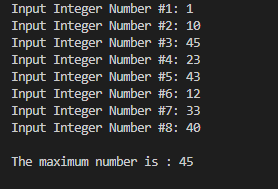 Input Integer Number #1: 1
Input Integer Number #2: 10
Input Integer Number #3: 45
Input Integer Number #4: 23
Input Integer Number #5: 43
Input Integer Number #6: 12
Input Integer Number #7: 33
Input Integer Number #8: 40
The maximum number is : 45